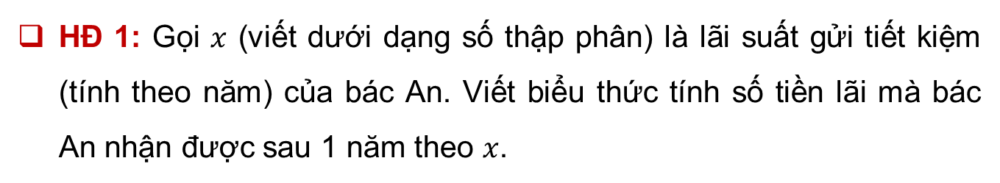 ❑ HĐ 1: Gọi x (viết dưới dạng số thập phân) là lãi suất gửi tiết kiệm
(tính theo năm) của bác An. Viết biểu thức tính số tiền lãi mà bác
An nhận được sau 1 năm theo x.